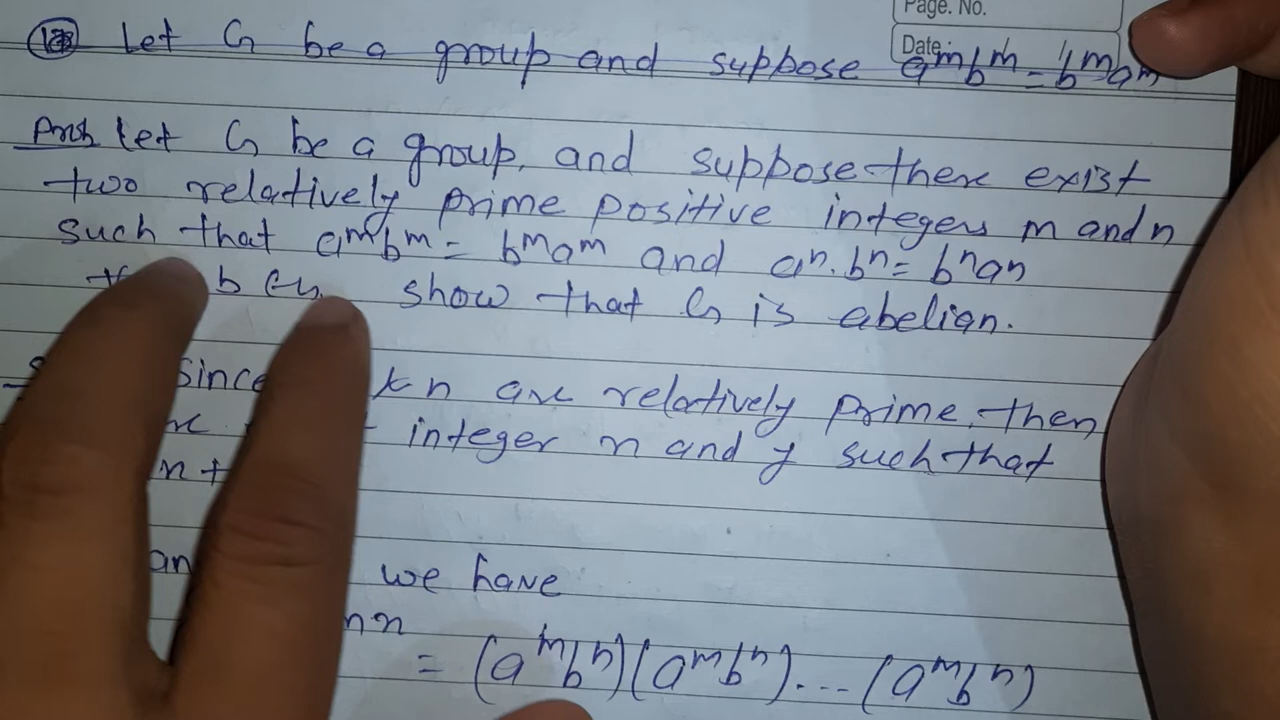 Page. No.
Date:
Let G be a group and suppose a^m b^m = b^m a^m
Let G be a group, and suppose there exist
two relatively prime positive integers m and n
such that a^m b^m = b^m a^m and a^n. b^n = b^n a^n
b show that G is abelian.
Since n are relatively prime, then
integer n and y such that
n +
an we have
= (a^m b^n)(a^m b^n)...(a^m b^n)